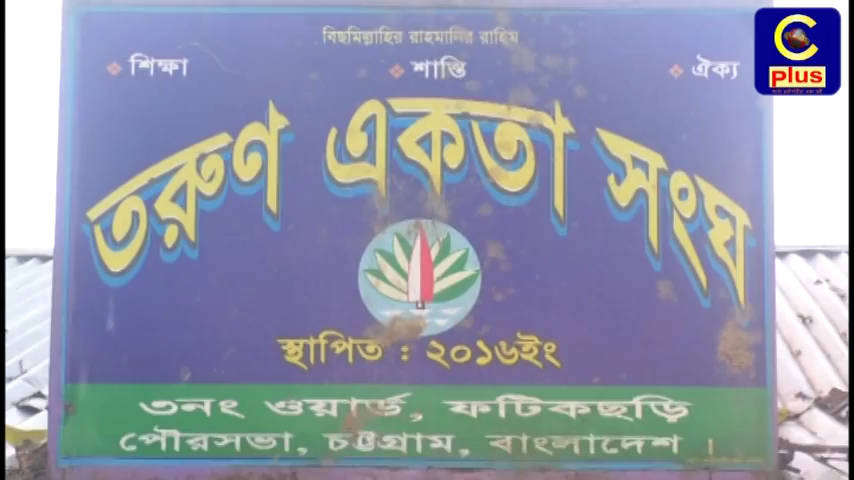 বিছমিল্লাহির রাহমানির রাহিম
শিক্ষা শান্তি ঐক্য
তরুণ একতা সংঘ
স্থাপিত : ২০১৬ইং
৩নং ওয়ার্ড, ফটিকছড়ি
পৌরসভা, চট্টগ্রাম, বাংলাদেশ
C
plus